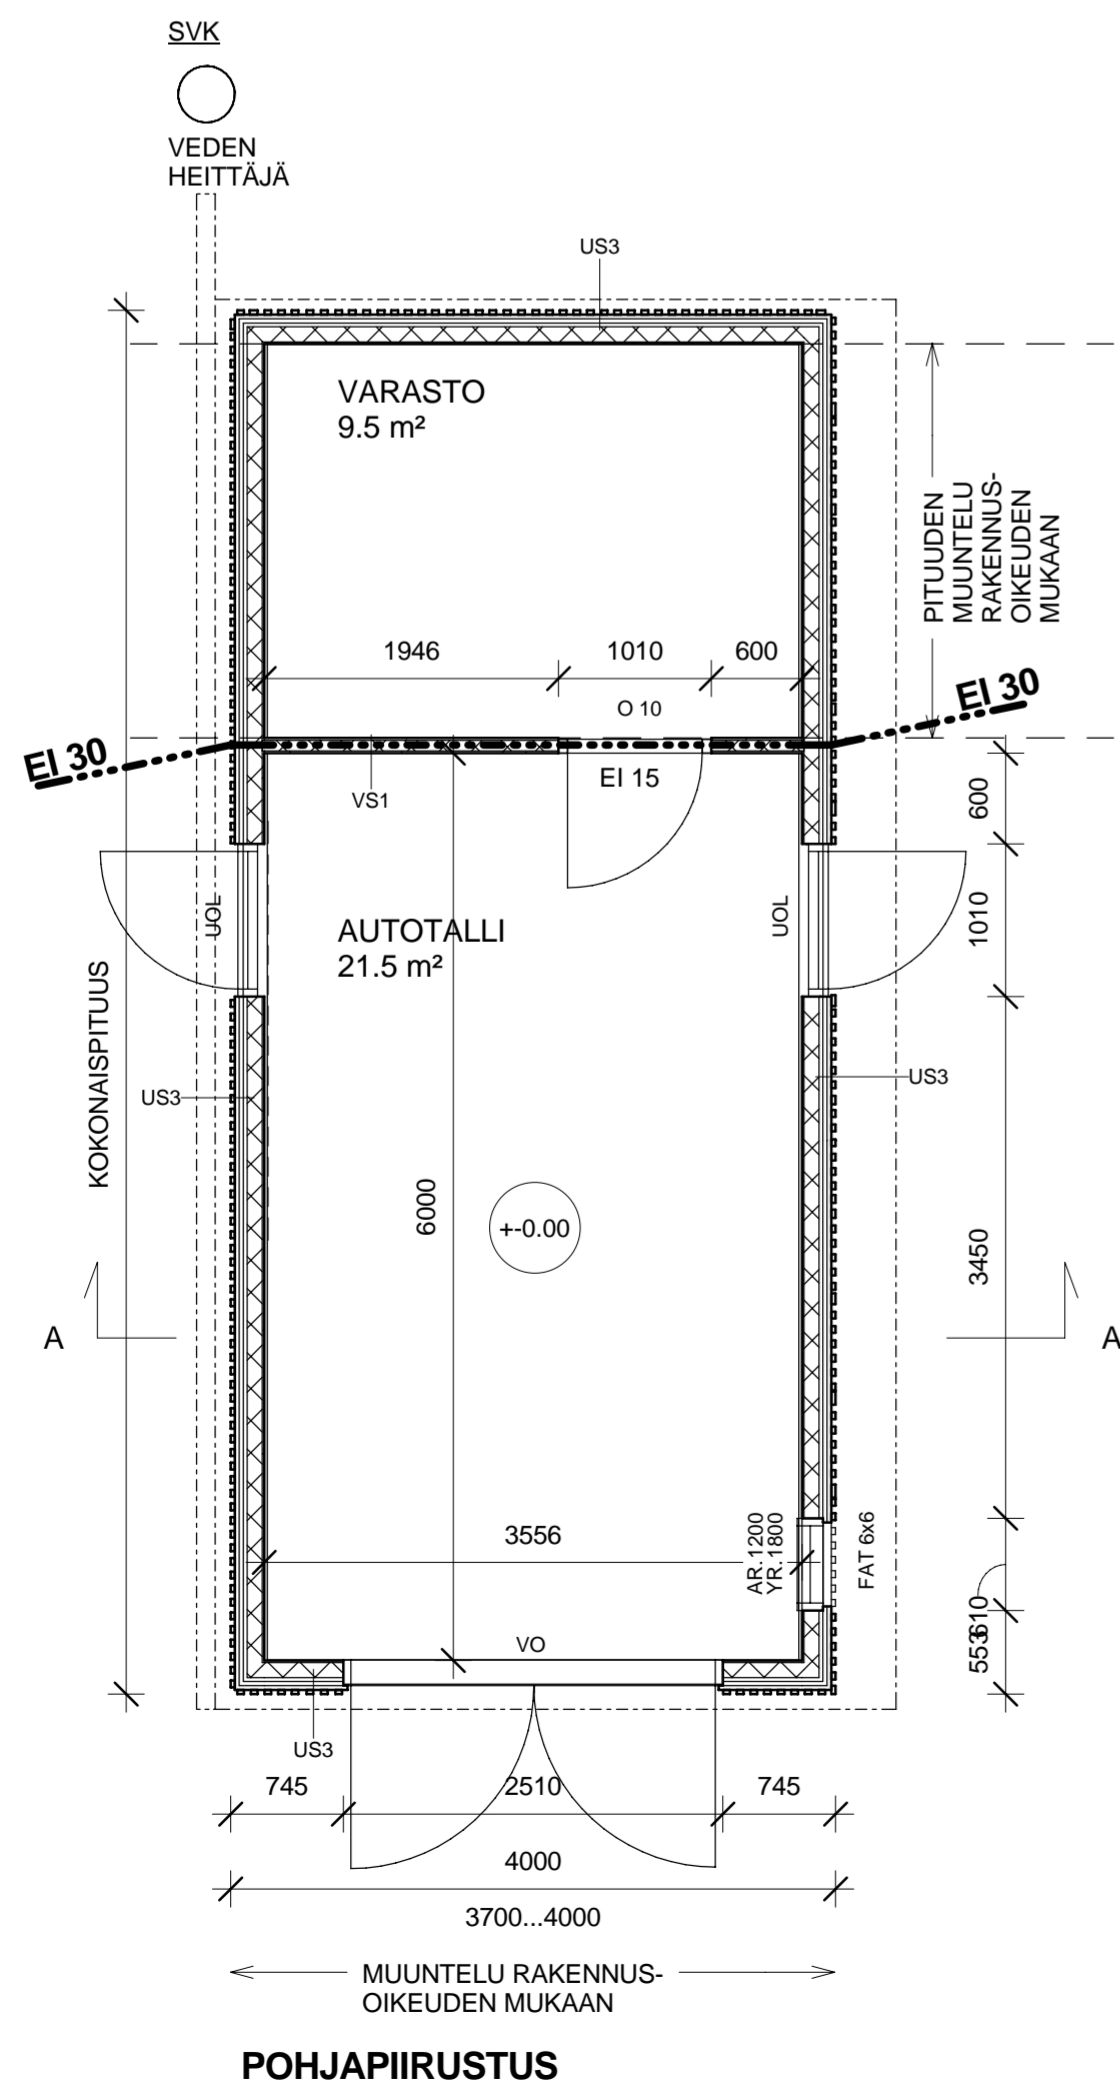 SVK
VEDEN
HEITTÄJÄ
US3
VARASTO
9.5 m²
PITUUDEN
MUUNTELU
RAKENNUS-
OIKEUDEN
MUKAAN
1946
1010
600
O 10
EI 30
EI 30
EI 15
VS1
600
UOL
UOL
1010
AUTOTALLI
21.5 m²
KOKONAISPITUUS
US3
US3
6000
+-0.00
3450
A
A
3556
AR.1200
YR.1800
FAT 6x6
610
553
VO
US3
745
2510
745
4000
3700...4000
MUUNTELU RAKENNUS-
OIKEUDEN MUKAAN
POHJAPIIRUSTUS